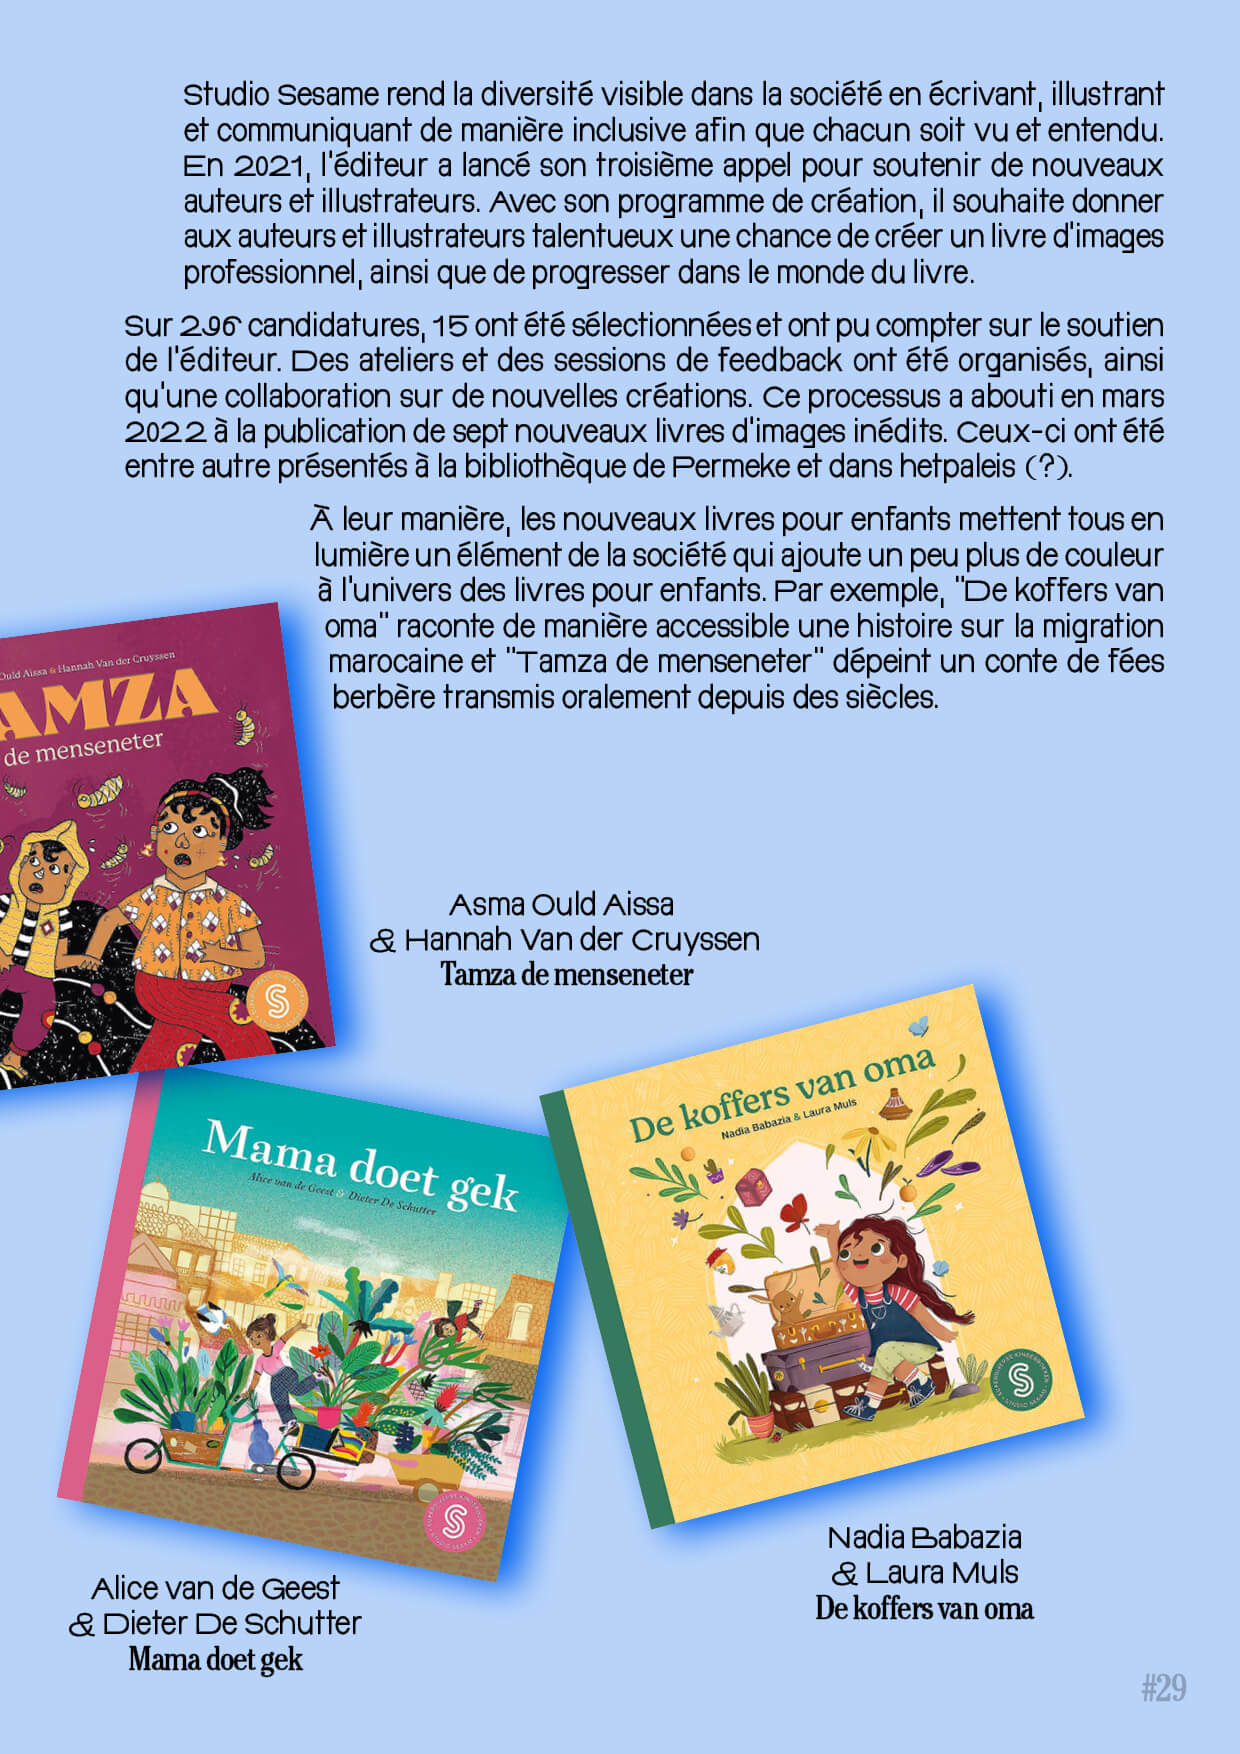 Studio Sesame rend la diversité visible dans la société en écrivant, illustrant
et communiquant de manière inclusive afin que chacun soit vu et entendu.
En 2021, l'éditeur a lancé son troisième appel pour soutenir de nouveaux
auteurs et illustrateurs. Avec son programme de création, il souhaite donner
aux auteurs et illustrateurs talentueux une chance de créer un livre d'images
professionnel, ainsi que de progresser dans le monde du livre.
Sur 296 candidatures, 15 ont été sélectionnées et ont pu compter sur le soutien
de l'éditeur. Des ateliers et des sessions de feedback ont été organisés, ainsi
qu'une collaboration sur de nouvelles créations. Ce processus a abouti en mars
2022 à la publication de sept nouveaux livres d'images inédits. Ceux-ci ont été
entre autre présentés à la bibliothèque de Permeke et dans hetpaleis (?).
À leur manière, les nouveaux livres pour enfants mettent tous en
lumière un élément de la société qui ajoute un peu plus de couleur
à l'univers des livres pour enfants. Par exemple, "De koffers van
oma" raconte de manière accessible une histoire sur la migration
marocaine et "Tamza de menseneter" dépeint un conte de fées
berbère transmis oralement depuis des siècles.
Ould Aissa & Hannah Van der Cruyssen
AMZA
de menseneter
S
Asma Ould Aissa
& Hannah Van der Cruyssen
Tamza de menseneter
Mama doet gek
Alice van de Geest & Dieter De Schutter
S
De koffers van oma
Nadia Babazia & Laura Muls
S
Alice van de Geest
& Dieter De Schutter
Mama doet gek
Nadia Babazia
& Laura Muls
De koffers van oma
#29